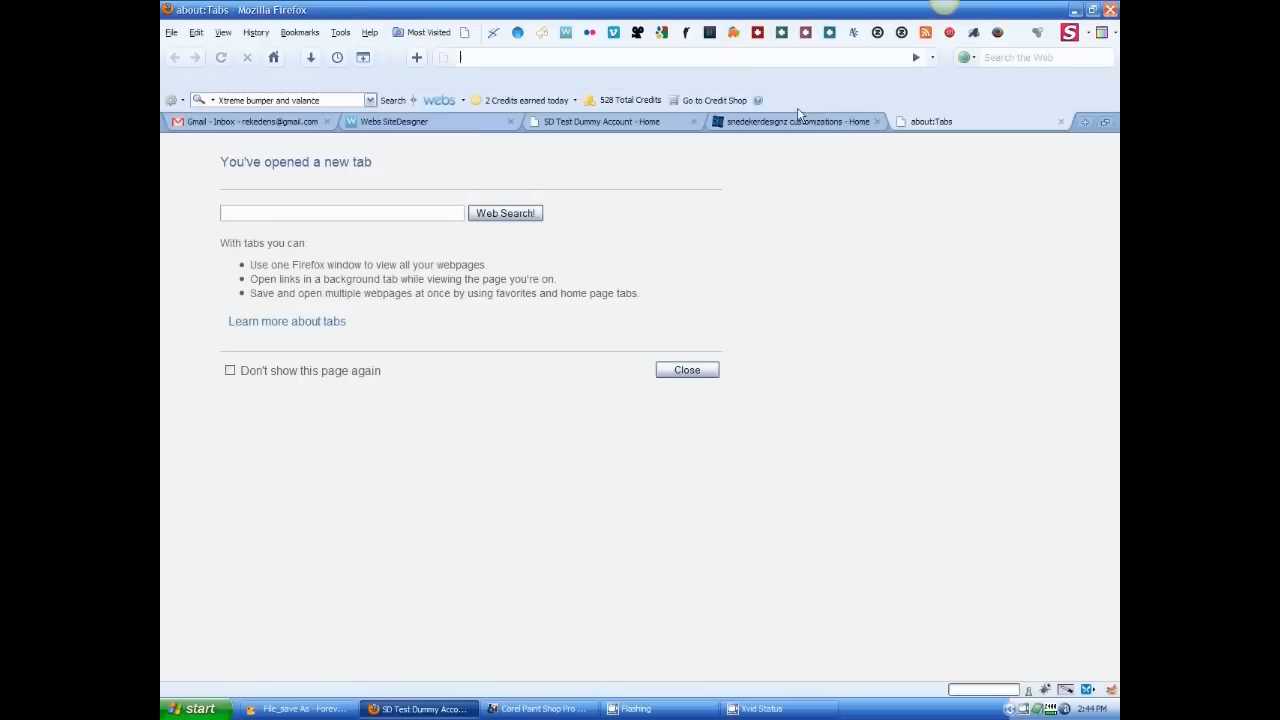 about:Tabs - Mozilla Firefox
File Edit View History Bookmarks Tools Help Most Visited
Search the Web
Xtreme bumper and valance Search webs 2 Credits earned today 528 Total Credits Go to Credit Shop
Gmail - Inbox - rekedens@gmail.com Webs SiteDesigner SD Test Dummy Account - Home snedekerdesignz customizations - Home about:Tabs
You've opened a new tab
Web Search!
With tabs you can:
Use one Firefox window to view all your webpages.
Open links in a background tab while viewing the page you're on.
Save and open multiple webpages at once by using favorites and home page tabs.
Learn more about tabs
Don't show this page again Close
start File_save As - Forev... SD Test Dummy Acco... Corel Paint Shop Pro ... Flashing Xvid Status 2:44 PM